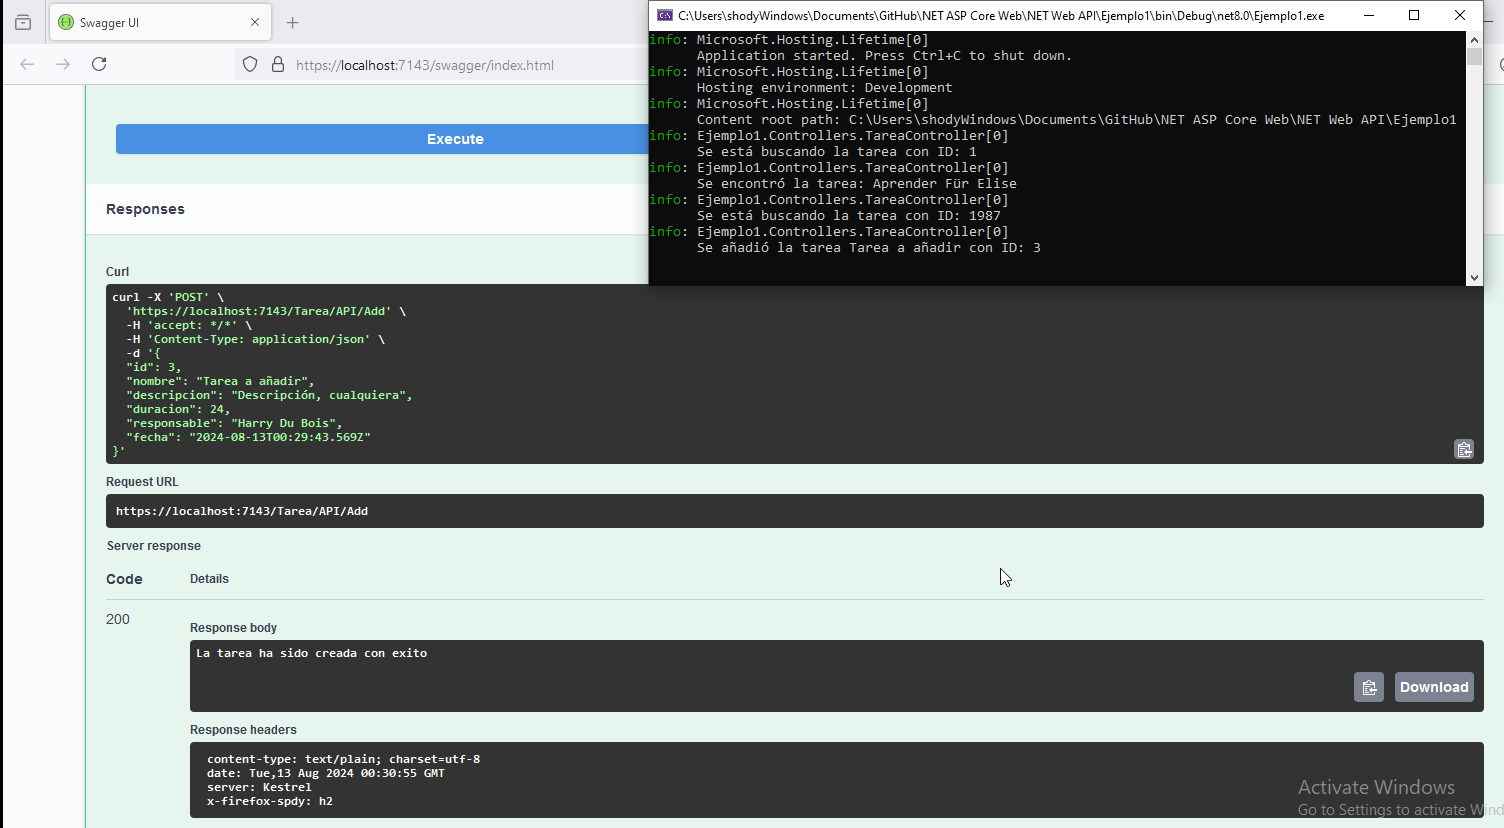 Swagger UI
https://localhost:7143/swagger/index.html
C:\Users\shodyWindows\Documents\GitHub\NET ASP Core Web\NET Web API\Ejemplo1\bin\Debug\net8.0\Ejemplo1.exe
info: Microsoft.Hosting.Lifetime[0]
Application started. Press Ctrl+C to shut down.
info: Microsoft.Hosting.Lifetime[0]
Hosting environment: Development
info: Microsoft.Hosting.Lifetime[0]
Content root path: C:\Users\shodyWindows\Documents\GitHub\NET ASP Core Web\NET Web API\Ejemplo1
info: Ejemplo1.Controllers.TareaController[0]
Se está buscando la tarea con ID: 1
info: Ejemplo1.Controllers.TareaController[0]
Se encontró la tarea: Aprender Für Elise
info: Ejemplo1.Controllers.TareaController[0]
Se está buscando la tarea con ID: 1987
info: Ejemplo1.Controllers.TareaController[0]
Se añadió la tarea Tarea a añadir con ID: 3
Execute
Responses
Curl
curl -X 'POST' \
'https://localhost:7143/Tarea/API/Add' \
-H 'accept: */*' \
-H 'Content-Type: application/json' \
-d '{
"id": 3,
"nombre": "Tarea a añadir",
"descripcion": "Descripción, cualquiera",
"duracion": 24,
"responsable": "Harry Du Bois",
"fecha": "2024-08-13T00:29:43.569Z"
}'
Request URL
https://localhost:7143/Tarea/API/Add
Server response
Code Details
200
Response body
La tarea ha sido creada con exito
Download
Response headers
content-type: text/plain; charset=utf-8
date: Tue,13 Aug 2024 00:30:55 GMT
server: Kestrel
x-firefox-spdy: h2
Activate Windows
Go to Settings to activate Wind